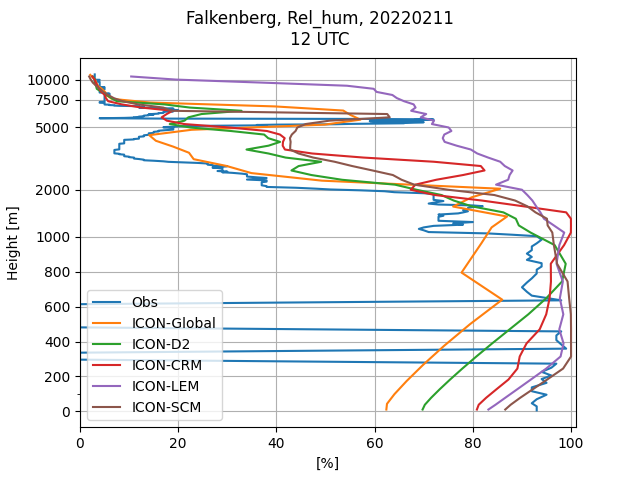 Falkenberg, Rel_hum, 20220211
12 UTC
10000
7500
5000
2000
1000
800
600
400
200
0
Height [m]
Obs
ICON-Global
ICON-D2
ICON-CRM
ICON-LEM
ICON-SCM
0 20 40 60 80 100
[%]